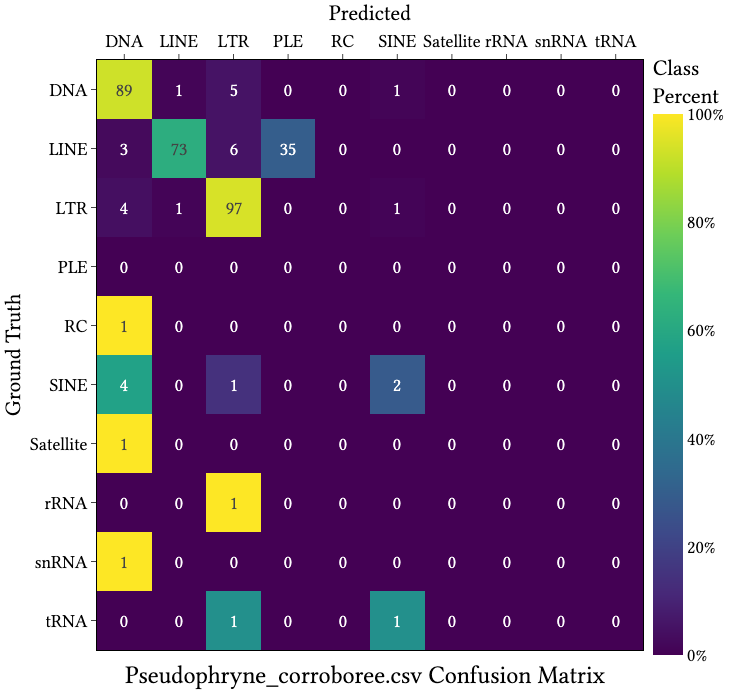 Predicted
DNA LINE LTR PLE RC SINE Satellite rRNA snRNA tRNA
Class
Percent
DNA 89 1 5 0 0 1 0 0 0 0
100%
LINE 3 73 6 35 0 0 0 0 0 0
LTR 4 1 97 0 0 1 0 0 0 0
80%
PLE 0 0 0 0 0 0 0 0 0 0
RC 1 0 0 0 0 0 0 0 0 0
60%
Ground Truth
SINE 4 0 1 0 0 2 0 0 0 0
Satellite 1 0 0 0 0 0 0 0 0 0
40%
rRNA 0 0 1 0 0 0 0 0 0 0
20%
snRNA 1 0 0 0 0 0 0 0 0 0
tRNA 0 0 1 0 0 1 0 0 0 0
0%
Pseudophryne_corroboree.csv Confusion Matrix